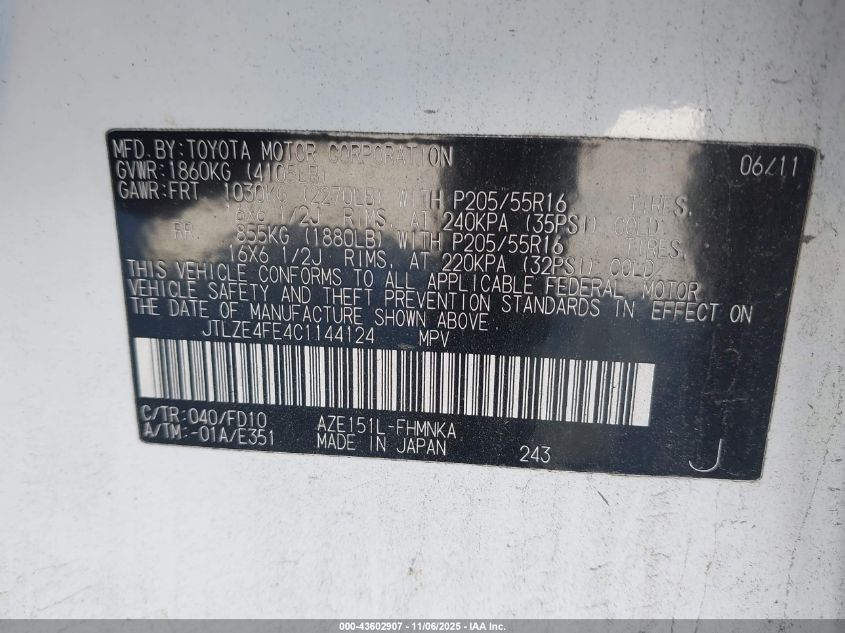 MFD. BY: TOYOTA MOTOR CORPORATION 06/11
GVWR: 1860KG (4105LB)
GAWR: FRT 1030KG (2270LB) WITH P205/55R16 TIRES,
16X6 1/2J RIMS, AT 240KPA (35PSI) COLD.
RR. 855KG (1880LB) WITH P205/55R16 TIRES,
16X6 1/2J RIMS, AT 220KPA (32PSI) COLD.
THIS VEHICLE CONFORMS TO ALL APPLICABLE FEDERAL MOTOR
VEHICLE SAFETY AND THEFT PREVENTION STANDARDS IN EFFECT ON
THE DATE OF MANUFACTURE SHOWN ABOVE.
JTLZE4FE4C1144124 MPV
C/TR: 040/FD10 AZE151L-FHMNKA
A/TM: -01A/E351 MADE IN JAPAN 243 J
000-43602907 - 11/06/2025 - IAA Inc.